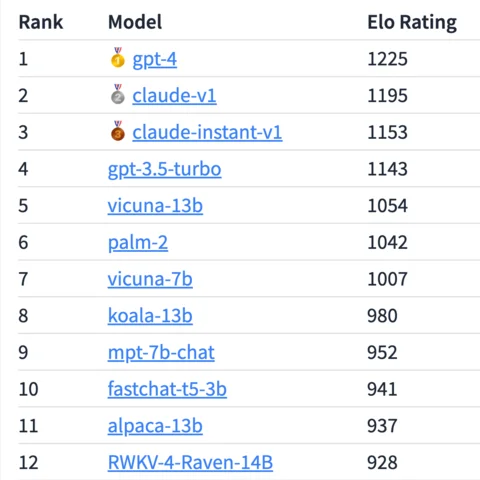 Rank Model Elo Rating
1 🥇 gpt-4 1225
2 🥈 claude-v1 1195
3 🥉 claude-instant-v1 1153
4 gpt-3.5-turbo 1143
5 vicuna-13b 1054
6 palm-2 1042
7 vicuna-7b 1007
8 koala-13b 980
9 mpt-7b-chat 952
10 fastchat-t5-3b 941
11 alpaca-13b 937
12 RWKV-4-Raven-14B 928